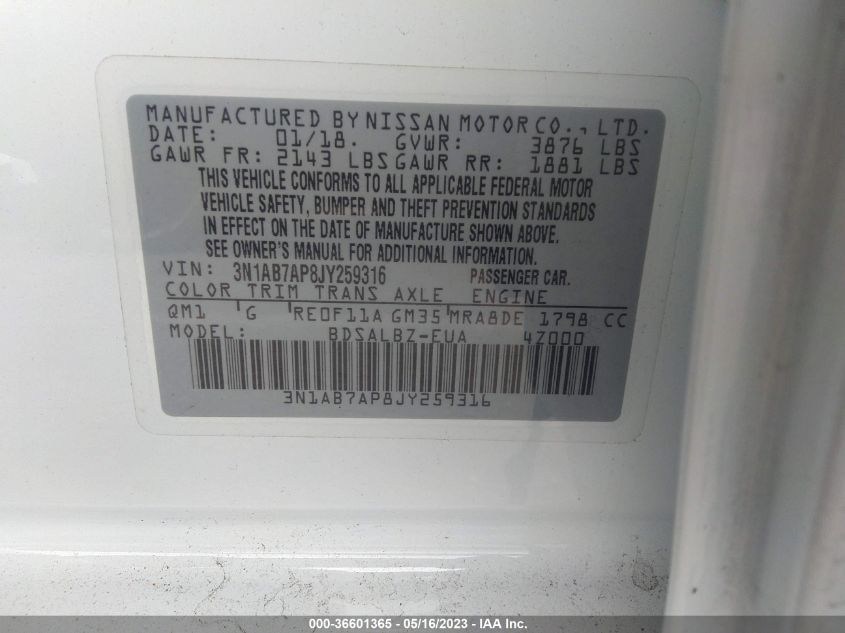 MANUFACTURED BY NISSAN MOTOR CO., LTD.
DATE: 01/18. GVWR: 3876 LBS
GAWR FR: 2143 LBS GAWR RR: 1881 LBS
THIS VEHICLE CONFORMS TO ALL APPLICABLE FEDERAL MOTOR
VEHICLE SAFETY, BUMPER AND THEFT PREVENTION STANDARDS
IN EFFECT ON THE DATE OF MANUFACTURE SHOWN ABOVE.
SEE OWNER'S MANUAL FOR ADDITIONAL INFORMATION.
VIN: 3N1AB7AP8JY259316 PASSENGER CAR.
COLOR TRIM TRANS AXLE ENGINE
QM1 'G 'RE0F11A GM35'MRA8DE 1798 CC
MODEL: BDSALBZ-EUA 4Z000
3N1AB7AP8JY259316
000-36601365 - 05/16/2023 - IAA Inc.